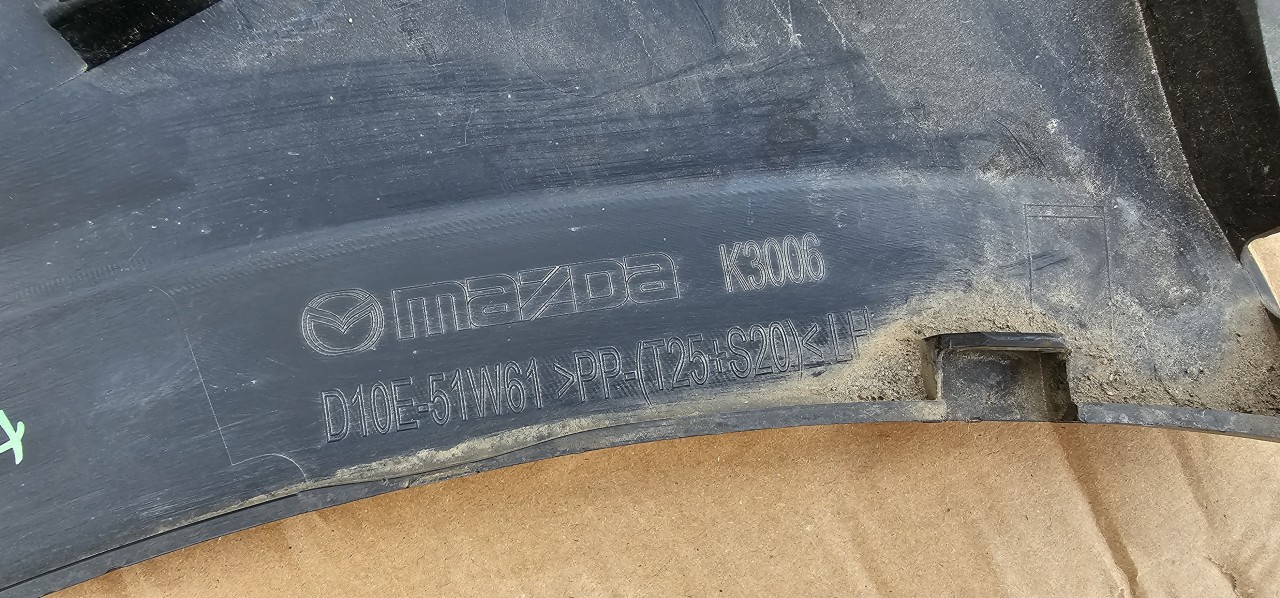 mazda K3006
D10E-51W61 >PP-(T25+S20)< LH